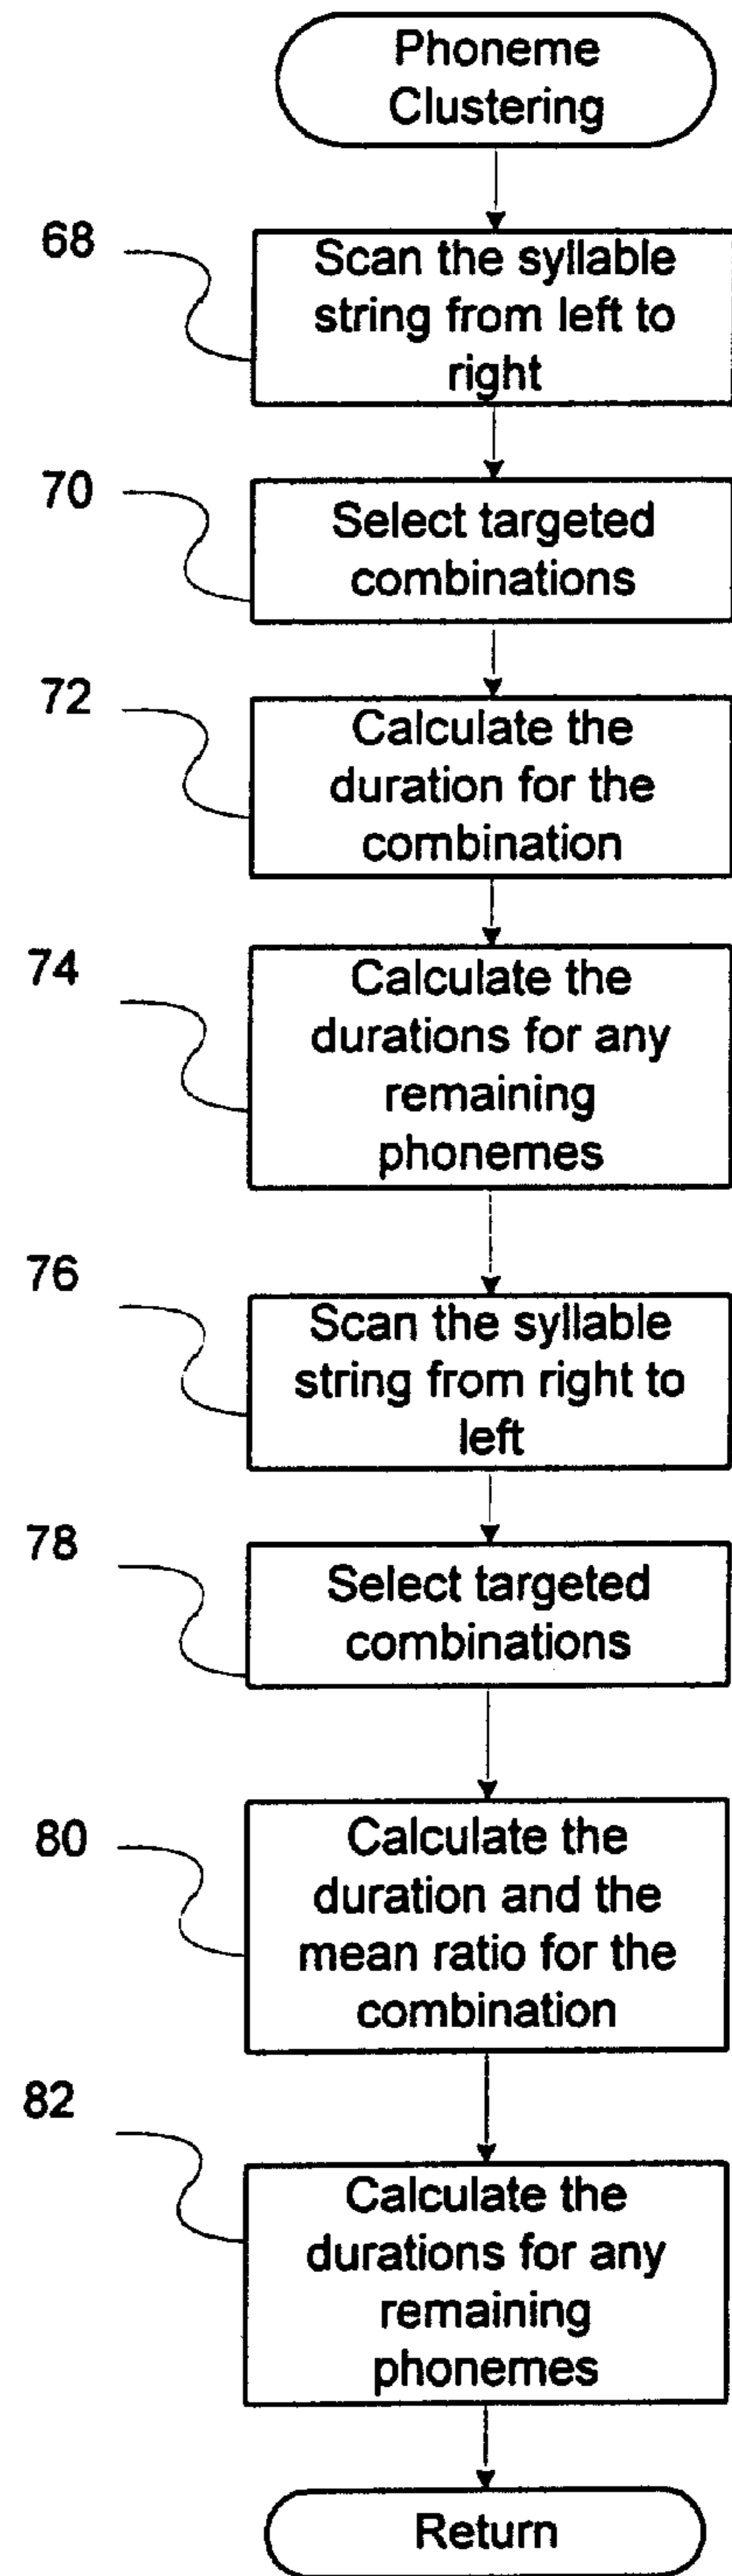 Phoneme
Clustering
68
Scan the syllable
string from left to
right
70
Select targeted
combinations
72
Calculate the
duration for the
combination
74
Calculate the
durations for any
remaining
phonemes
76
Scan the syllable
string from right to
left
78
Select targeted
combinations
80
Calculate the
duration and the
mean ratio for the
combination
82
Calculate the
durations for any
remaining
phonemes
Return